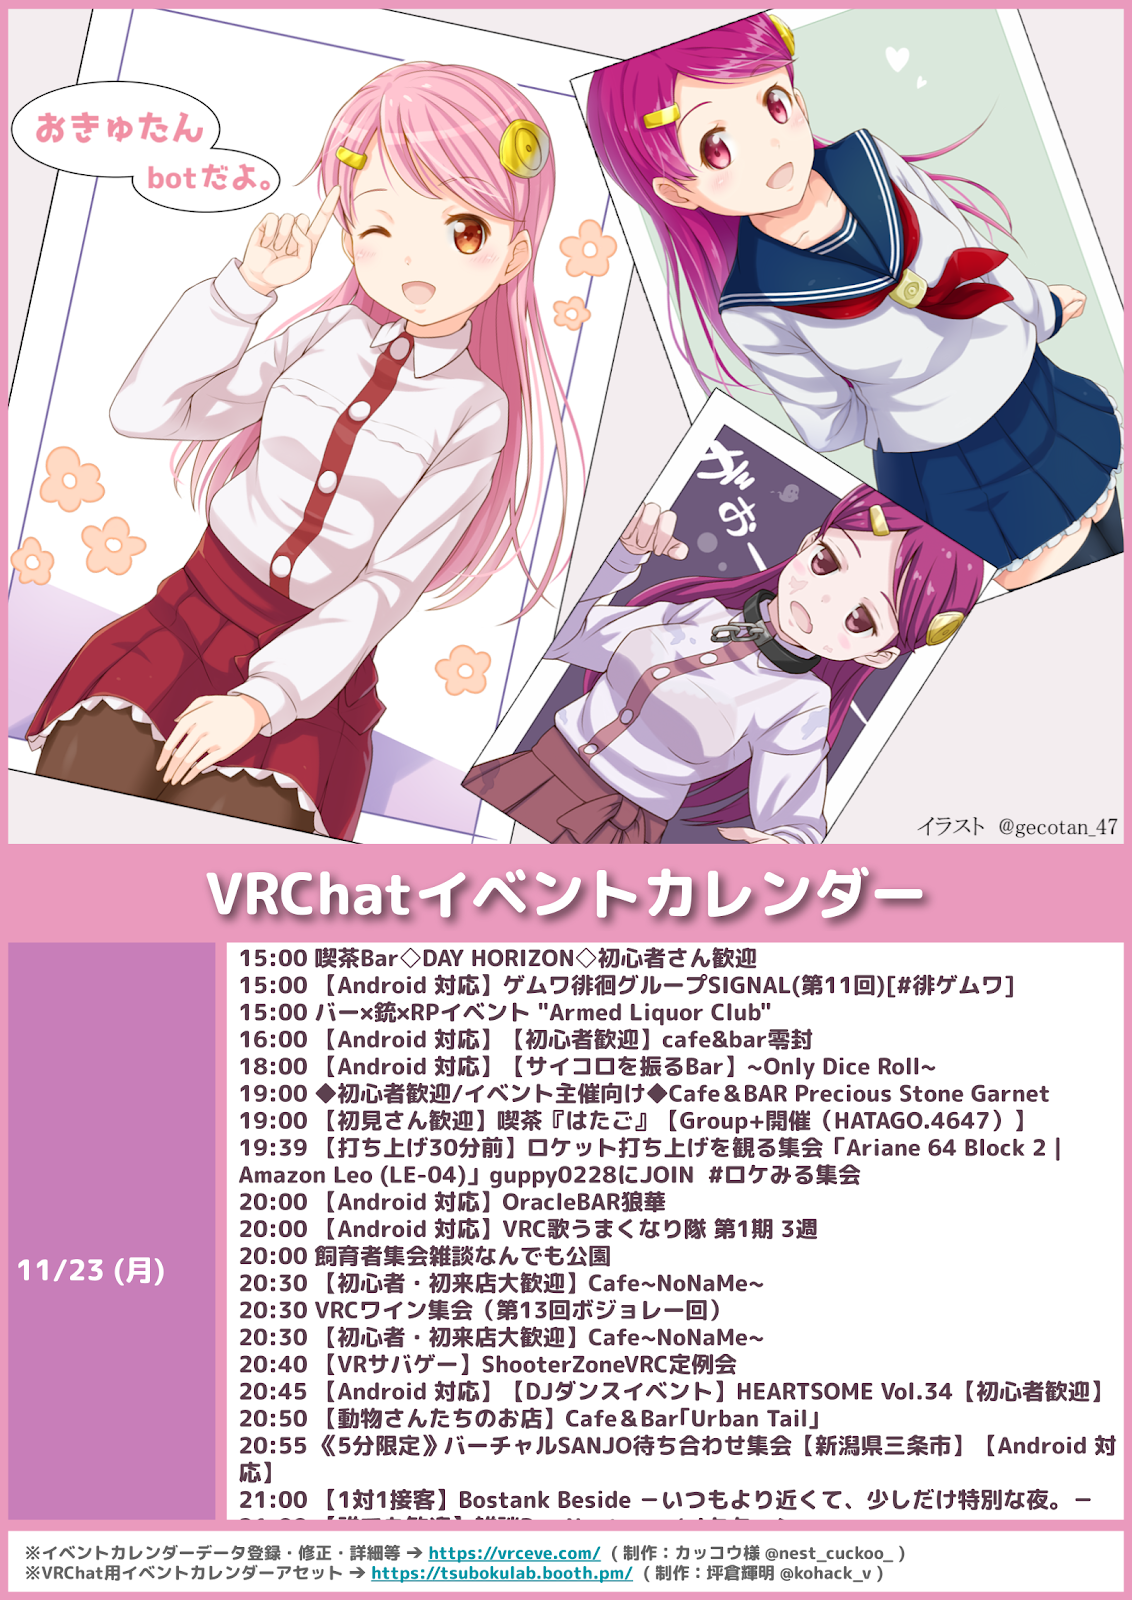 おきゅたん
botだよ。
がおー
イラスト @gecotan_47
VRChatイベントカレンダー
11/23 (月)
15:00 喫茶Bar◇DAY HORIZON◇初心者さん歓迎
15:00 【Android 対応】ゲムワ徘徊グループSIGNAL(第11回)[#徘ゲムワ]
15:00 バー×銃×RPイベント "Armed Liquor Club"
16:00 【Android 対応】【初心者歓迎】cafe&bar零封
18:00 【Android 対応】【サイコロを振るBar】~Only Dice Roll~
19:00 ◆初心者歓迎/イベント主催向け◆Cafe＆BAR Precious Stone Garnet
19:00 【初見さん歓迎】喫茶『はたご』【Group+開催（HATAGO.4647）】
19:39 【打ち上げ30分前】ロケット打ち上げを観る集会「Ariane 64 Block 2 |
Amazon Leo (LE-04)」guppy0228にJOIN #ロケみる集会
20:00 【Android 対応】OracleBAR狼華
20:00 【Android 対応】VRC歌うまくなり隊 第1期 3週
20:00 飼育者集会雑談なんでも公園
20:30 【初心者・初来店大歓迎】Cafe~NoNaMe~
20:30 VRCワイン集会（第13回ボジョレー回）
20:30 【初心者・初来店大歓迎】Cafe~NoNaMe~
20:40 【VRサバゲー】ShooterZoneVRC定例会
20:45 【Android 対応】【DJダンスイベント】HEARTSOME Vol.34【初心者歓迎】
20:50 【動物さんたちのお店】Cafe＆Bar「Urban Tail」
20:55 《5分限定》バーチャルSANJO待ち合わせ集会【新潟県三条市】【Android 対
応】
21:00 【1対1接客】Bostank Beside －いつもより近くて、少しだけ特別な夜。－
※イベントカレンダーデータ登録・修正・詳細等 → https://vrceve.com/ ( 制作：カッコウ様 @nest_cuckoo_ )
※VRChat用イベントカレンダーアセット → https://tsubokulab.booth.pm/ ( 制作：坪倉輝明 @kohack_v )